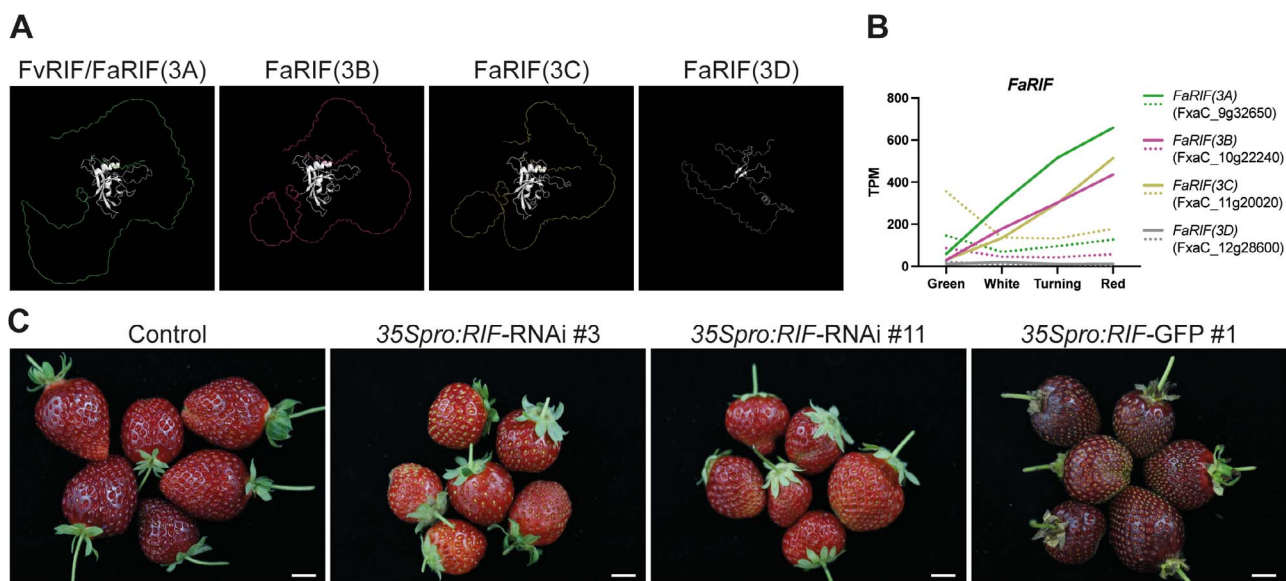 A
FvRIF/FaRIF(3A)
FaRIF(3B)
FaRIF(3C)
FaRIF(3D)
B
FaRIF
800
600
400
200
0
TPM
Green
White
Turning
Red
FaRIF(3A)
(FxaC_9g32650)
FaRIF(3B)
(FxaC_10g22240)
FaRIF(3C)
(FxaC_11g20020)
FaRIF(3D)
(FxaC_12g28600)
C
Control
35Spro:RIF-RNAi #3
35Spro:RIF-RNAi #11
35Spro:RIF-GFP #1